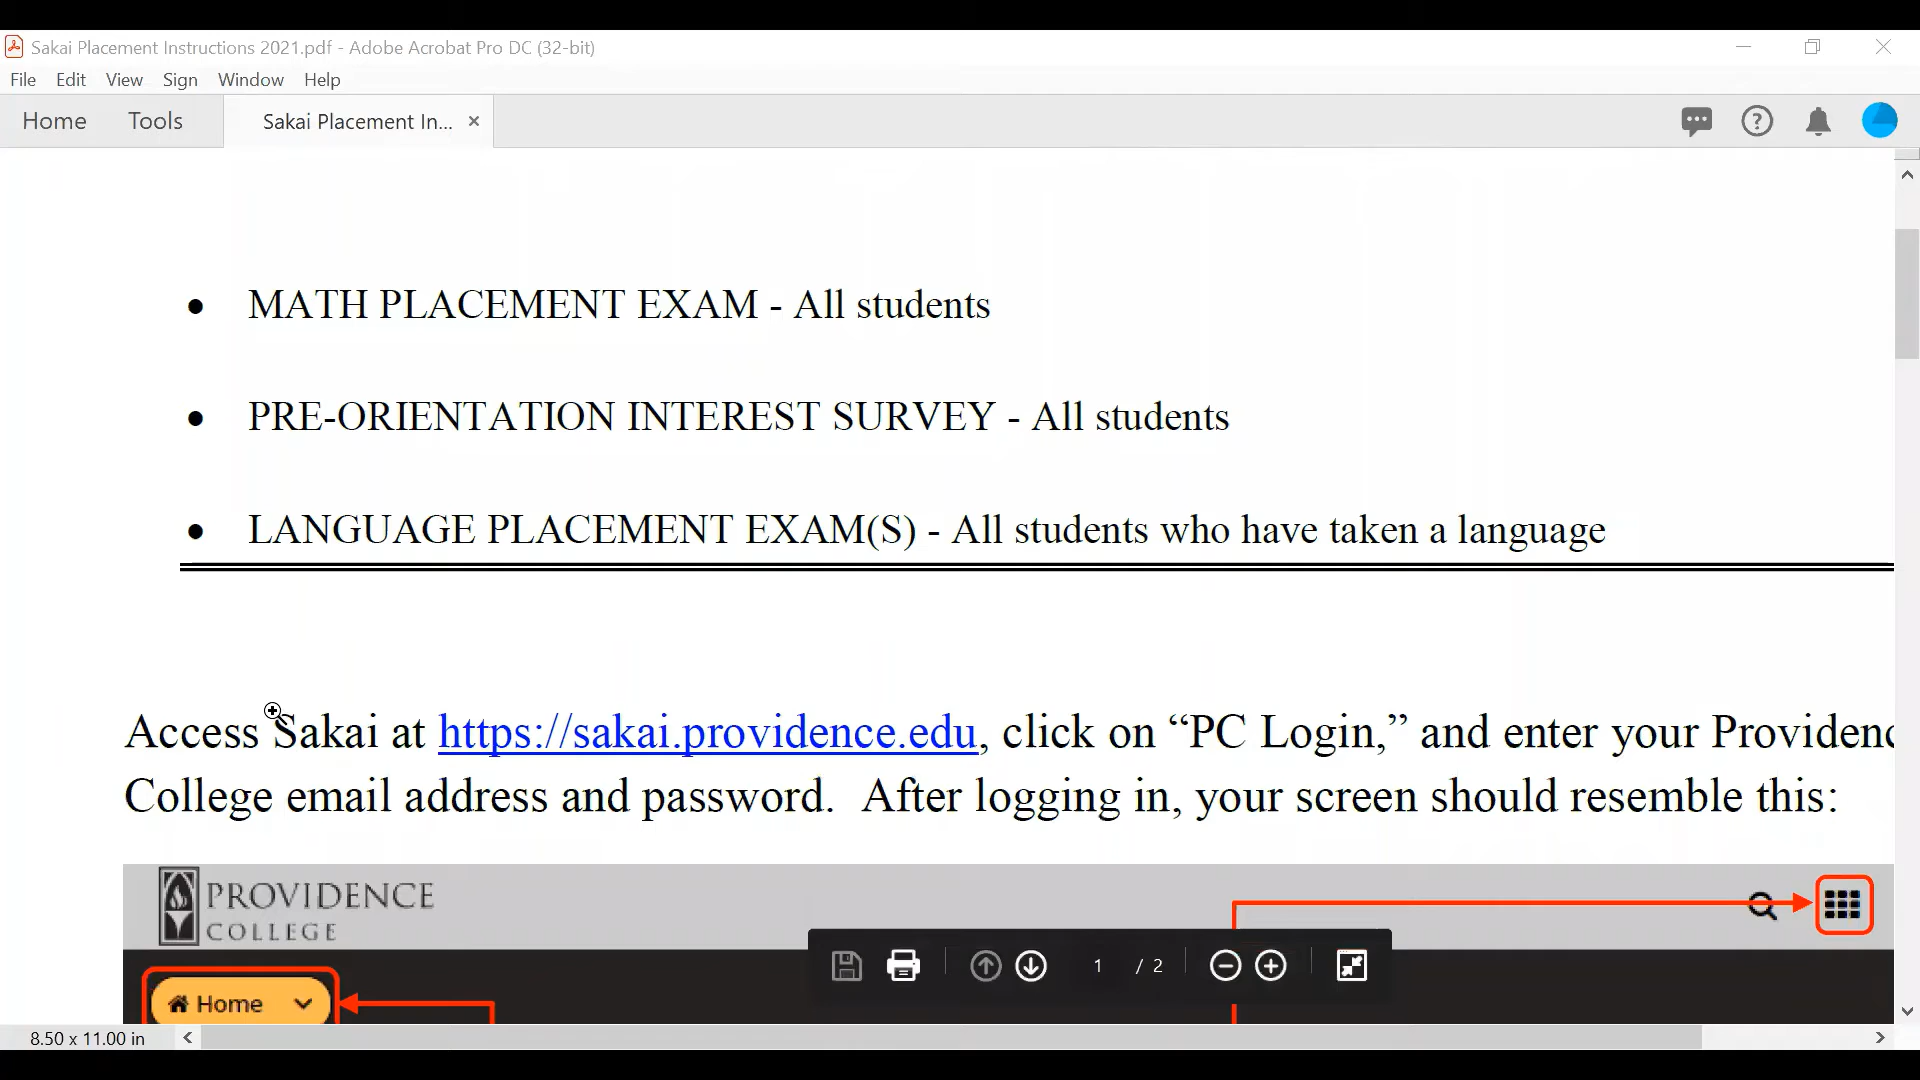 Sakai Placement Instructions 2021.pdf - Adobe Acrobat Pro DC (32-bit)
File Edit View Sign Window Help
Home Tools Sakai Placement In... ×
• MATH PLACEMENT EXAM - All students
• PRE-ORIENTATION INTEREST SURVEY - All students
• LANGUAGE PLACEMENT EXAM(S) - All students who have taken a language
Access Sakai at https://sakai.providence.edu, click on “PC Login,” and enter your Providenc
College email address and password. After logging in, your screen should resemble this:
PROVIDENCE
COLLEGE
1 / 2
Home
8.50 x 11.00 in